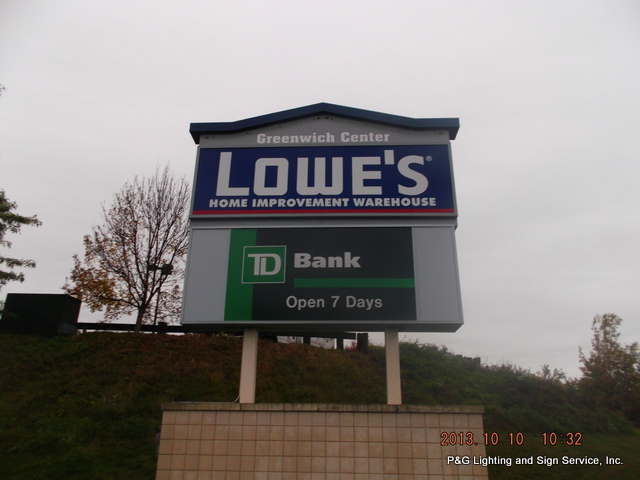 Greenwich Center
LOWE'S®
HOME IMPROVEMENT WAREHOUSE
TD Bank
Open 7 Days
2013.10.10 10:32
P&G Lighting and Sign Service, Inc.